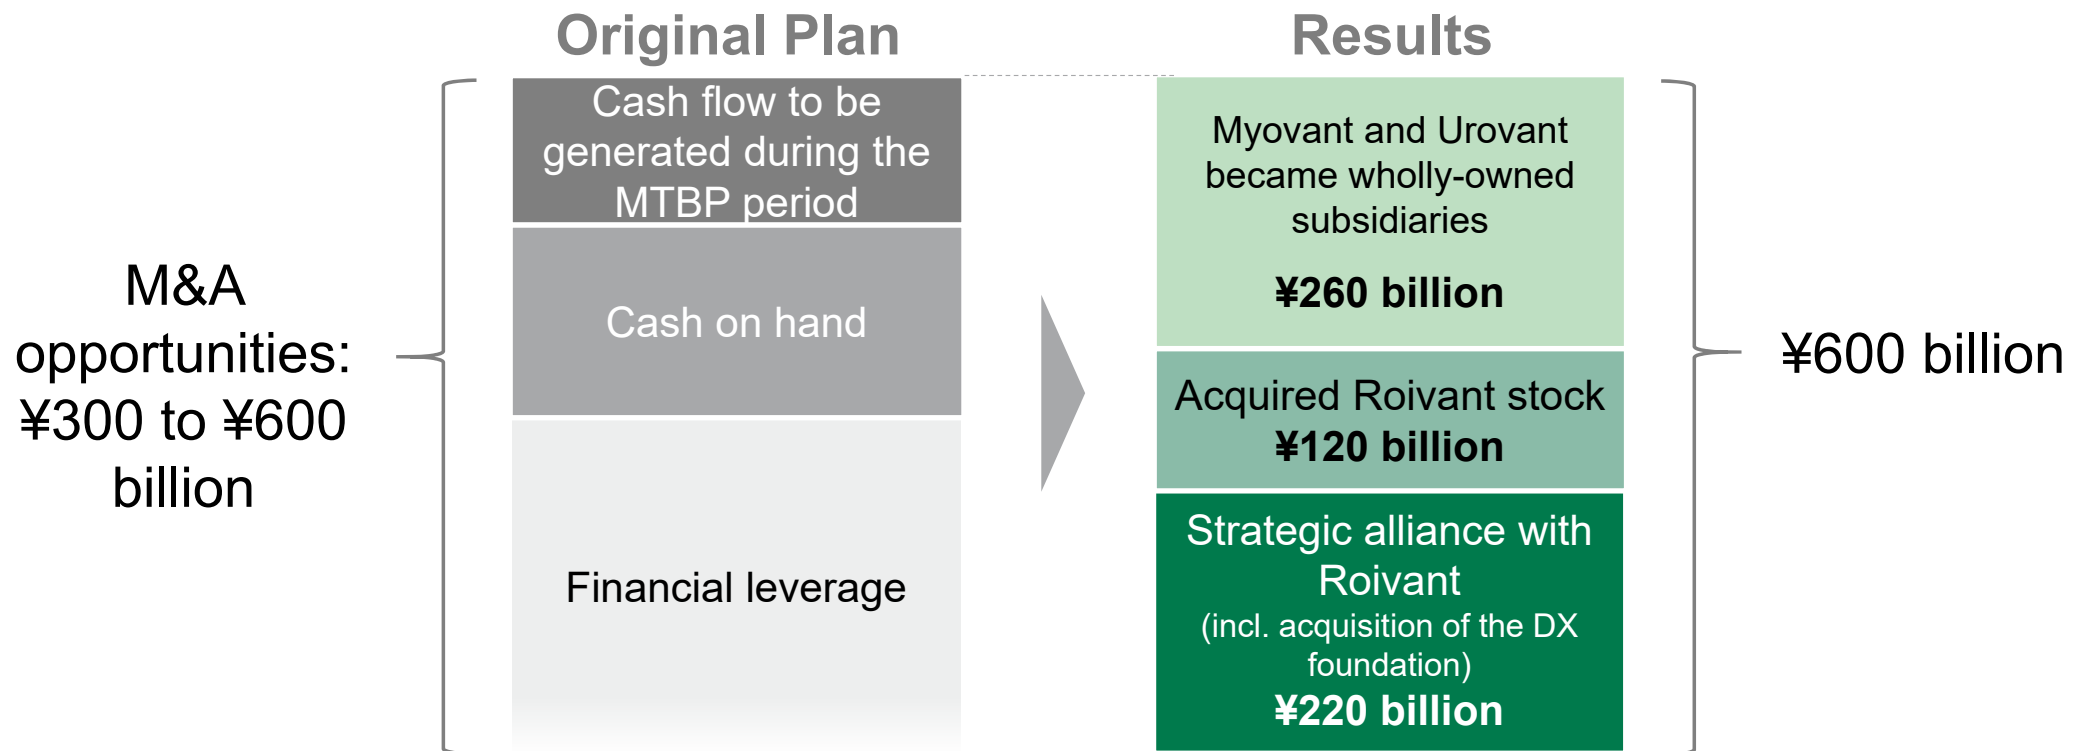 Original Plan
Results
M&A
opportunities:
¥300 to ¥600
billion
Cash flow to be
generated during the
MTBP period
Cash on hand
Financial leverage
Myovant and Urovant
became wholly-owned
subsidiaries
¥260 billion
Acquired Roivant stock
¥120 billion
Strategic alliance with
Roivant
(incl. acquisition of the DX
foundation)
¥220 billion
¥600 billion